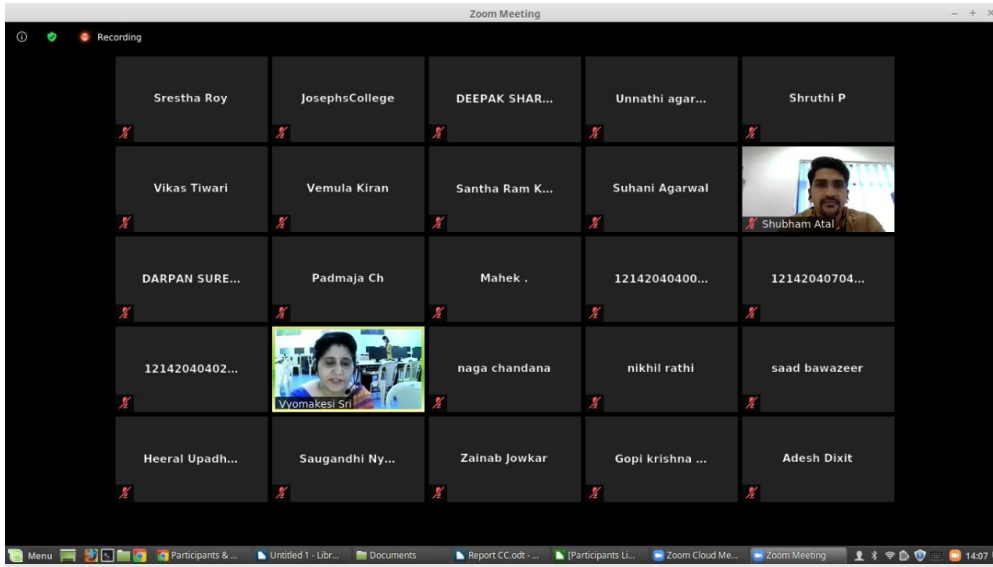 Zoom Meeting
Recording
Srestha Roy
JosephsCollege
DEEPAK SHAR...
Unnathi agar...
Shruthi P
Vikas Tiwari
Vemula Kiran
Santha Ram K...
Suhani Agarwal
Shubham Atal
DARPAN SURE...
Padmaja Ch
Mahek .
12142040400...
12142040704...
12142040402...
Vyomakesi Sri
naga chandana
nikhil rathi
saad bawazeer
Heeral Upadh...
Saugandhi Ny...
Zainab Jowkar
Gopi krishna ...
Adesh Dixit
Menu
Participants & ...
Untitled 1 - Libr...
Documents
Report CC.odt - ...
[Participants Li...
Zoom Cloud Me...
Zoom Meeting
14:07